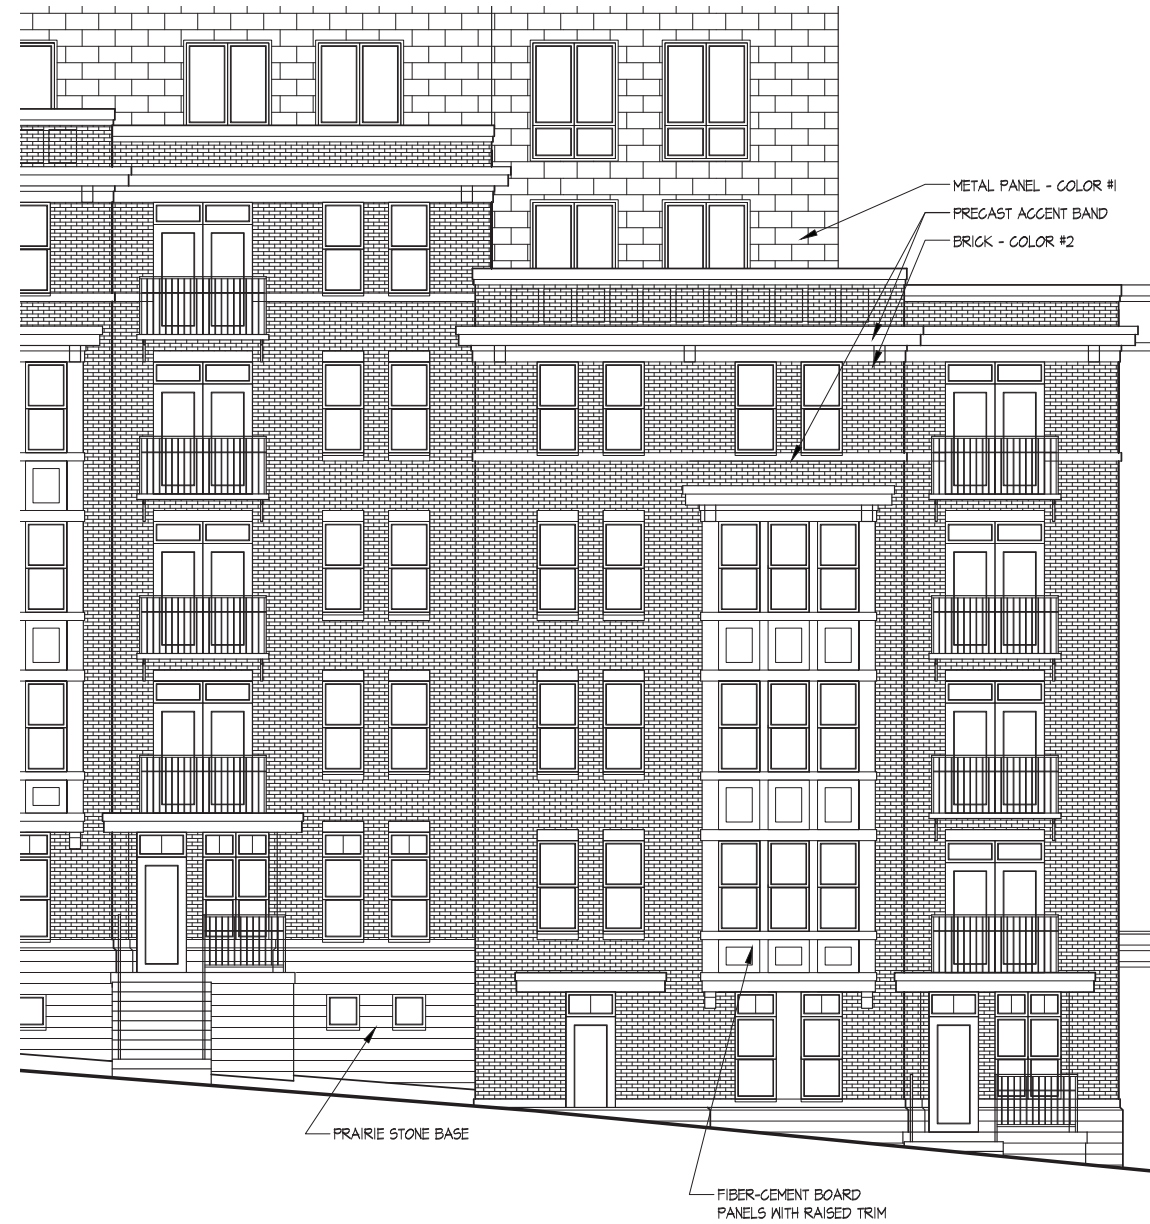 METAL PANEL - COLOR #1
PRECAST ACCENT BAND
BRICK - COLOR #2
PRAIRIE STONE BASE
FIBER-CEMENT BOARD
PANELS WITH RAISED TRIM